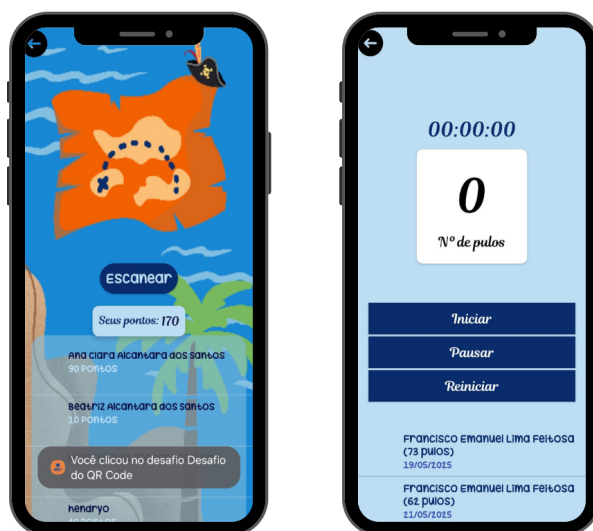 Escanear
Seus pontos: 170
Ana Clara Alcantara dos Santos
90 PONTOS
Beatriz Alcantara dos Santos
10 PONTOS
Você clicou no desafio Desafio
do QR Code
hendryo
00:00:00
0
Nº de pulos
Iniciar
Pausar
Reiniciar
Francisco Emanuel Lima Feitosa
(73 pulos)
19/05/2025
Francisco Emanuel Lima Feitosa
(62 pulos)
21/05/2025